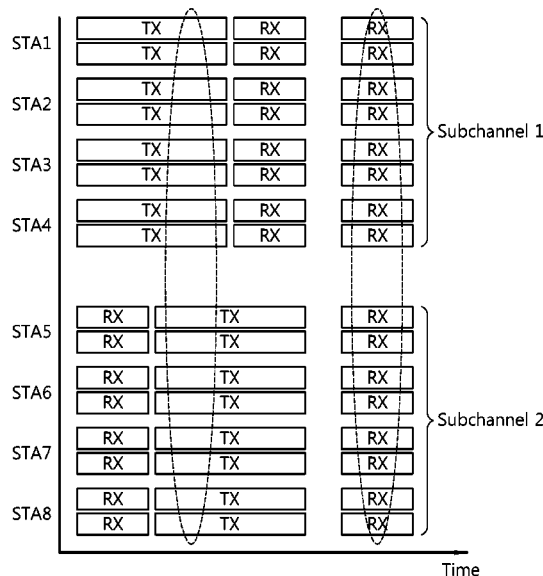 TX RX RX
STA1
TX RX RX
TX RX RX
STA2
TX RX RX
Subchannel 1
TX RX RX
STA3
TX RX RX
TX RX RX
STA4
TX RX RX
RX TX RX
STA5
RX TX RX
RX TX RX
STA6
RX TX RX
Subchannel 2
RX TX RX
STA7
RX TX RX
RX TX RX
STA8
RX TX RX
Time